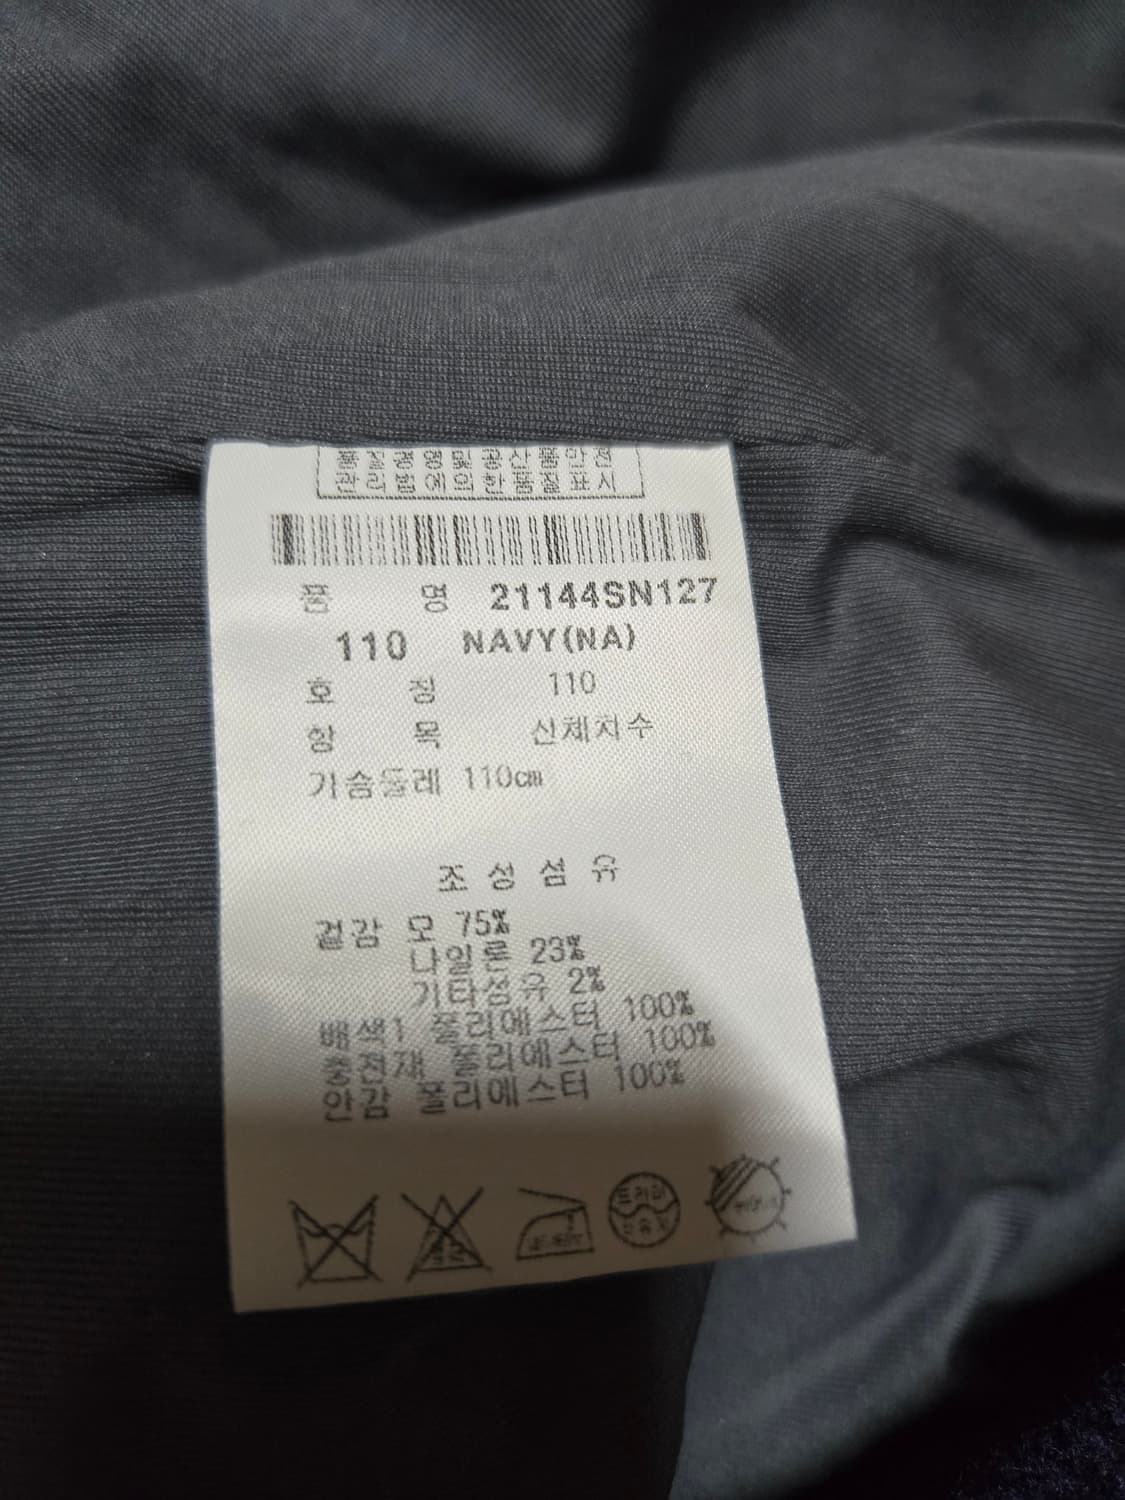 품질경영및공산품안전
관리법에의한품질표시
품 명 21144SN127
110 NAVY(NA)
호 칭 110
항 목 신체치수
가슴둘레 110㎝
조 성 섬 유
겉감 모 75%
나일론 23%
기타섬유 2%
배색1 폴리에스터 100%
충전재 폴리에스터 100%
안감 폴리에스터 100%
드라이